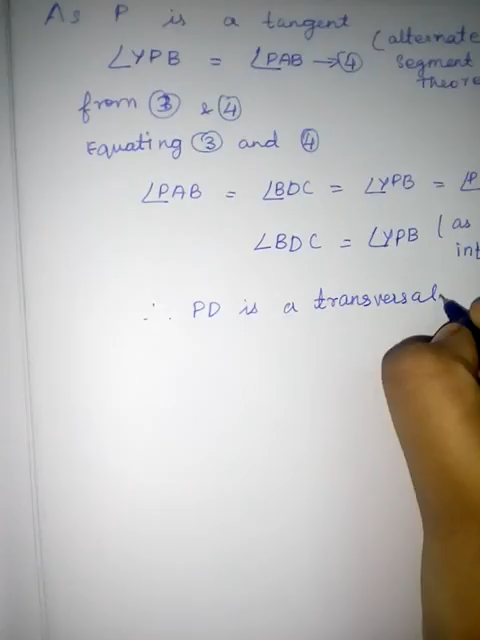 As P is a tangent
∠YPB = ∠PAB → ④ (alternate
segment
from ③ & ④
Equating ③ and ④
∠PAB = ∠BDC = ∠YPB =
∠BDC = ∠YPB (as
∴ PD is a transversal